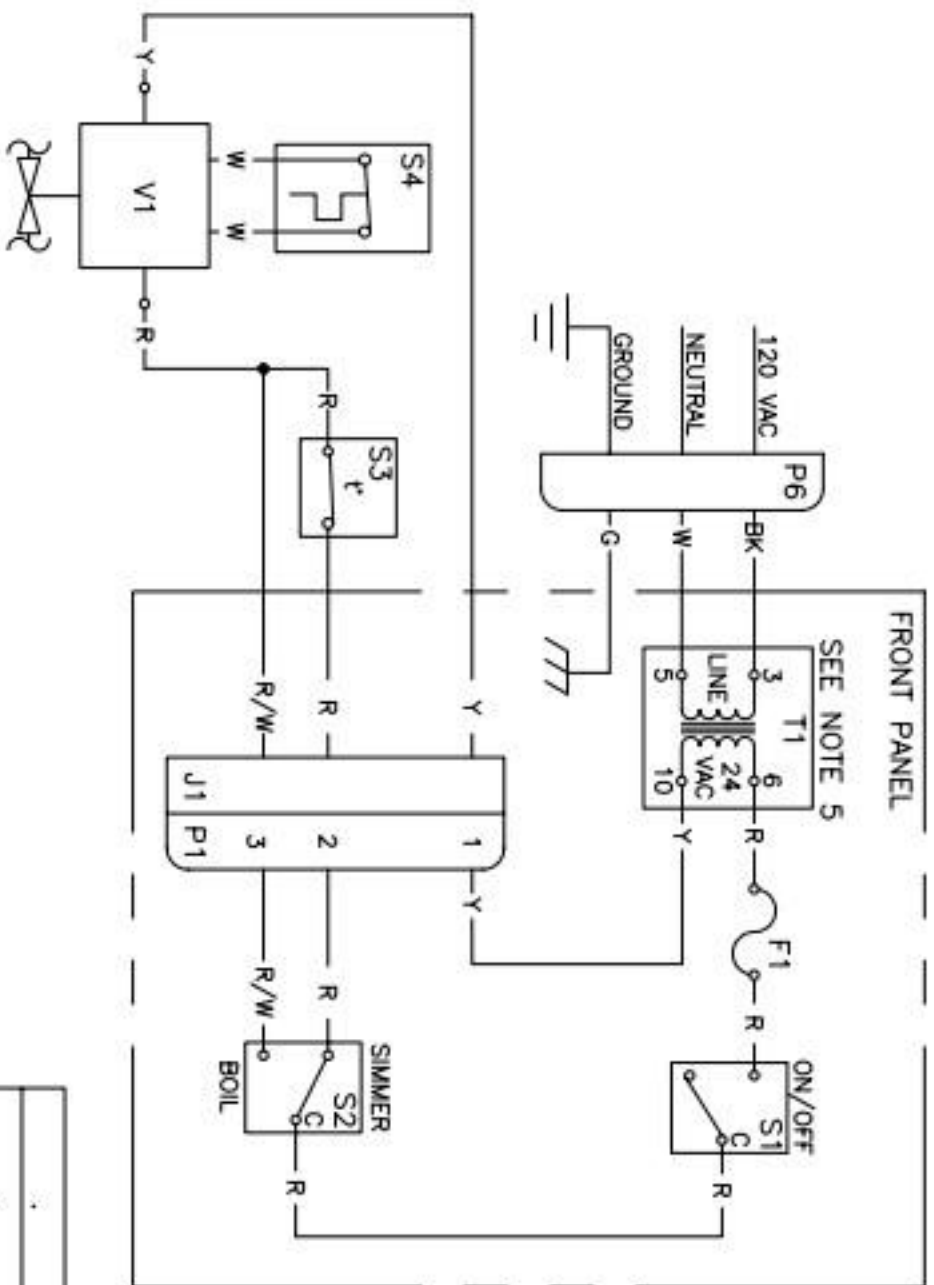 FRONT PANEL
SEE NOTE 5
120 VAC
NEUTRAL
GROUND
P6
BK
W
G
T1
3
5
LINE
24
VAC
6
10
R
Y
F1
R
ON/OFF
S1
C
R
S4
W
W
Y
V1
R
R
S3
t°
Y
R
R/W
J1
P1
1
2
3
Y
R
R/W
SIMMER
S2
C
BOIL
R